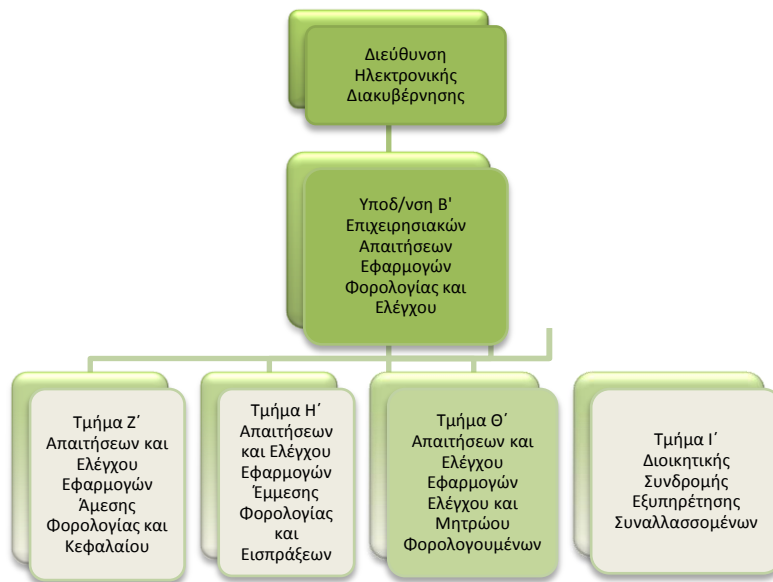 Διεύθυνση
Ηλεκτρονικής
Διακυβέρνησης
Υποδ/νση Β'
Επιχειρησιακών
Απαιτήσεων
Εφαρμογών
Φορολογίας και
Ελέγχου
Τμήμα Ζ΄
Απαιτήσεων και
Ελέγχου
Εφαρμογών
Άμεσης
Φορολογίας και
Κεφαλαίου
Τμήμα Η΄
Απαιτήσεων
και Ελέγχου
Εφαρμογών
Έμμεσης
Φορολογίας
και
Εισπράξεων
Τμήμα Θ΄
Απαιτήσεων και
Ελέγχου
Εφαρμογών
Ελέγχου και
Μητρώου
Φορολογουμένων
Τμήμα Ι΄
Διοικητικής
Συνδρομής
Εξυπηρέτησης
Συναλλασσομένων